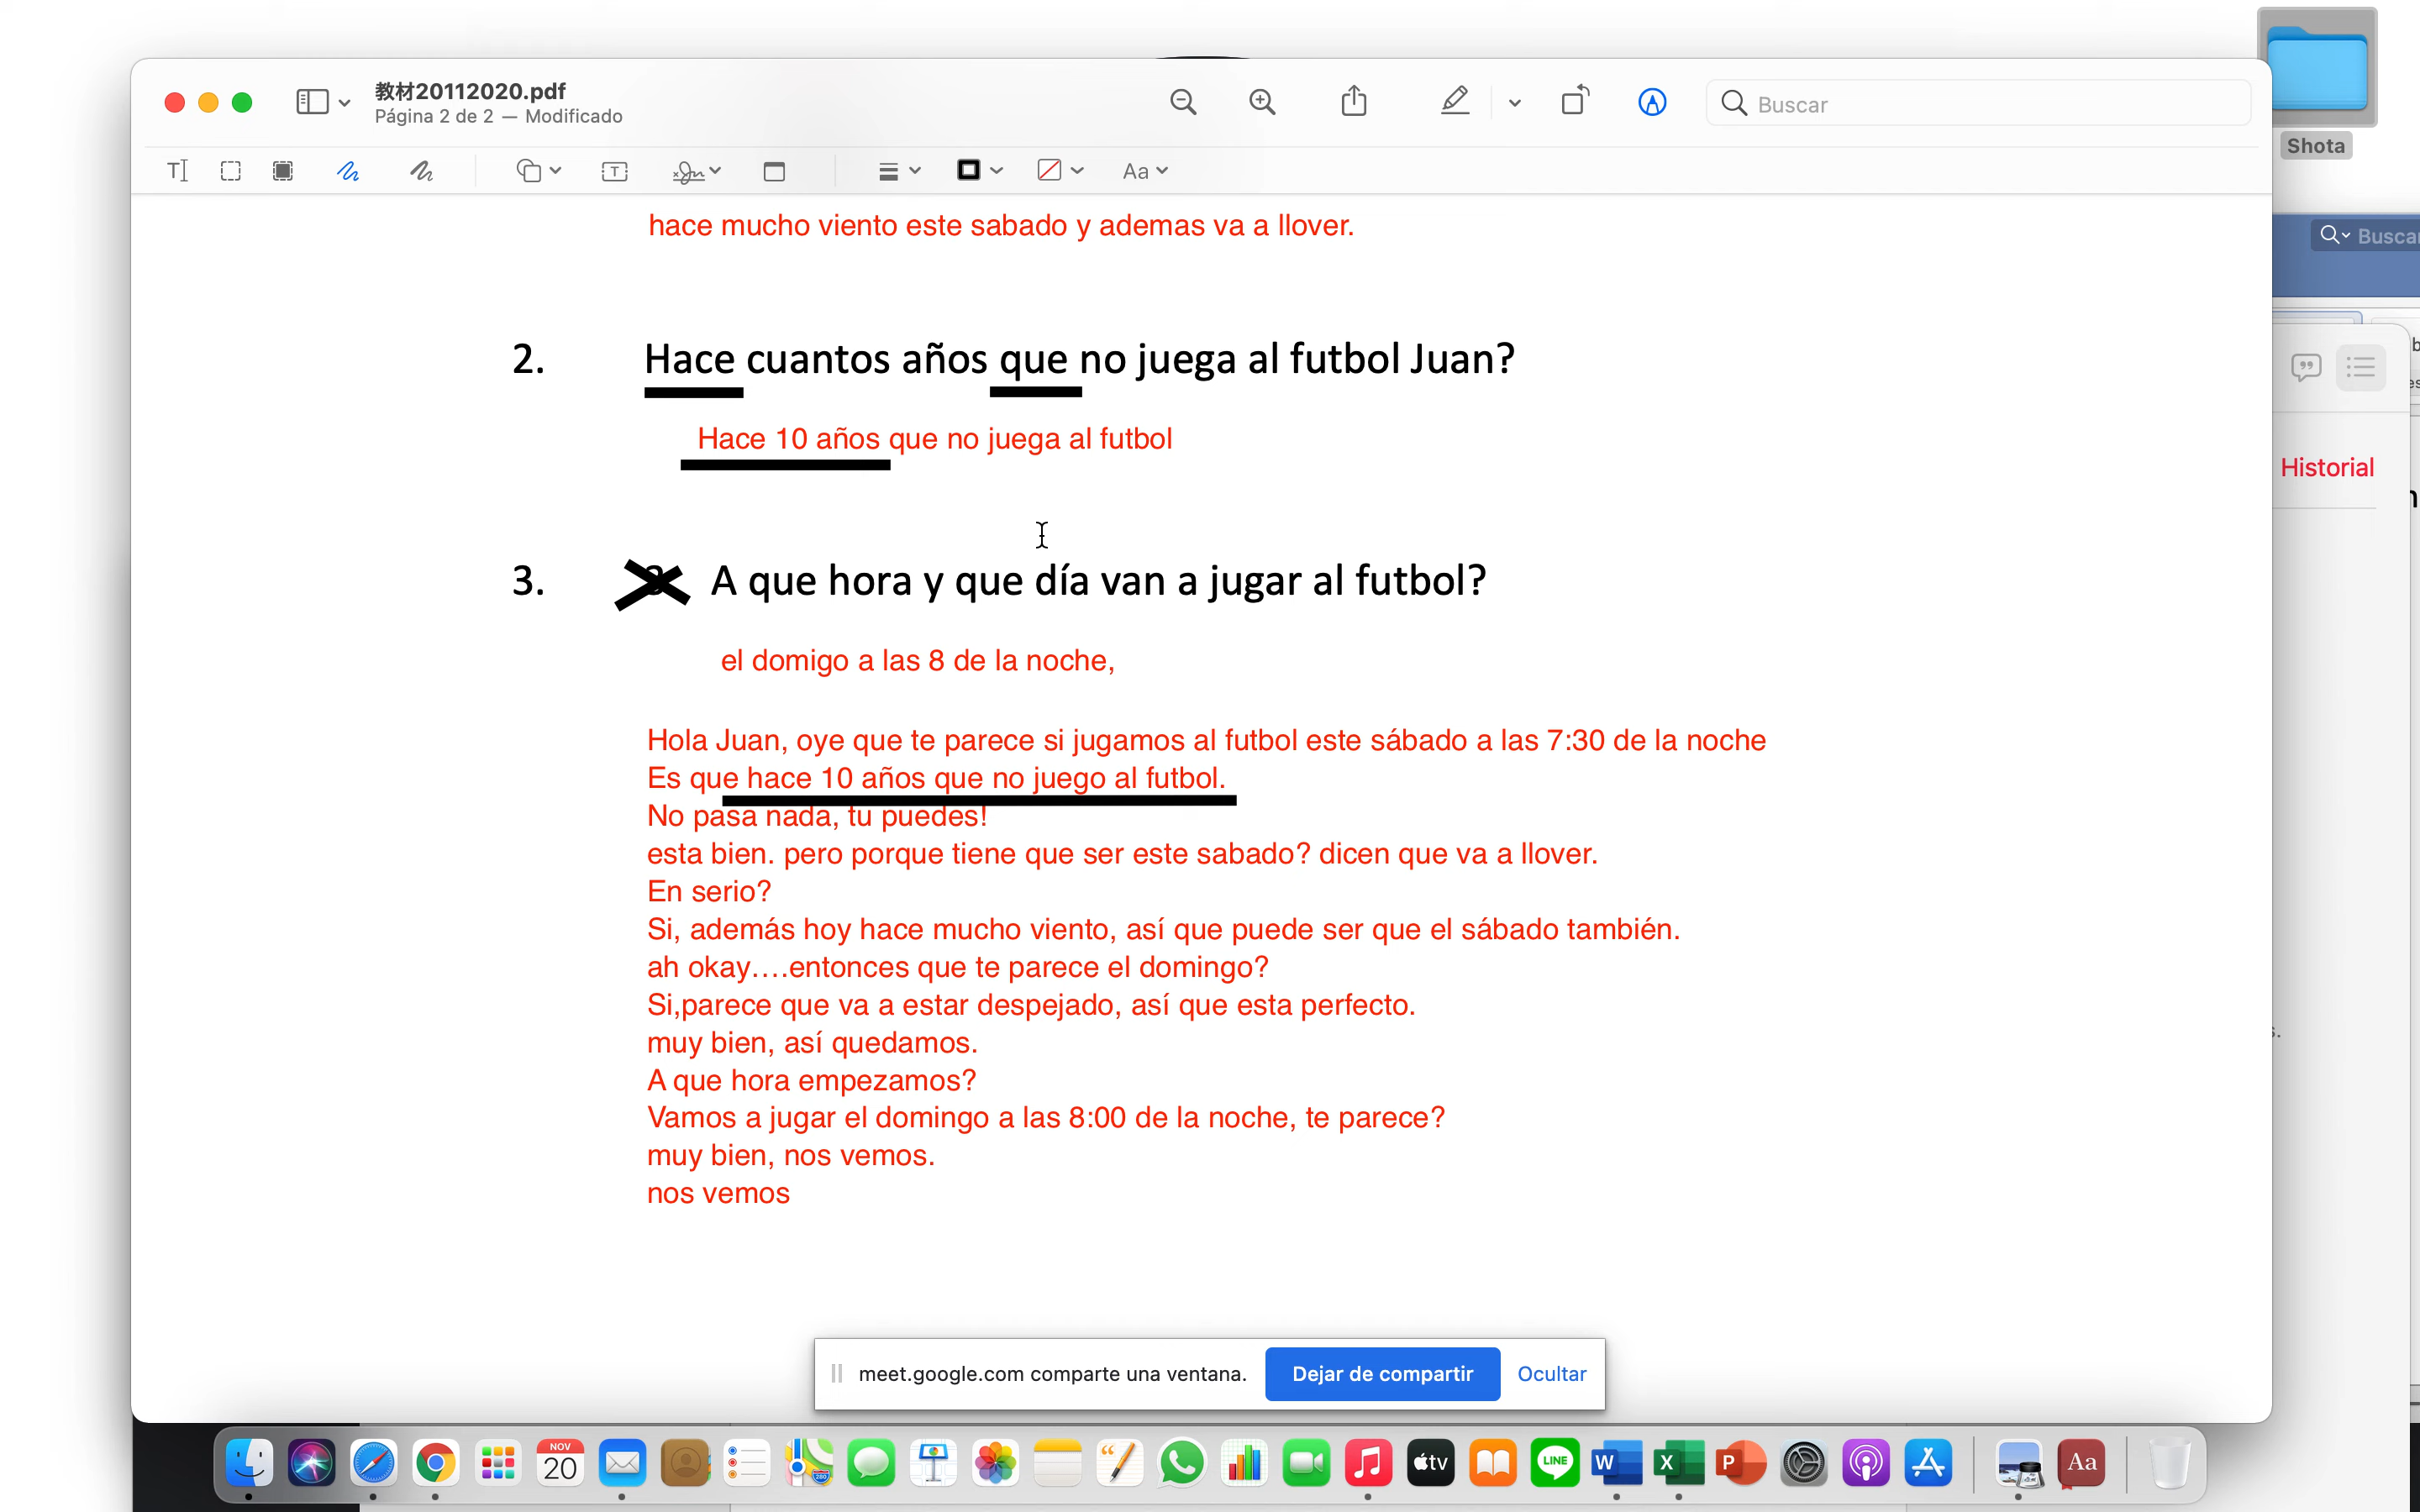 Shota
教材20112020.pdf
Página 2 de 2 — Modificado
Buscar
Aa
Busca
hace mucho viento este sabado y ademas va a llover.
2. Hace cuantos años que no juega al futbol Juan?
Hace 10 años que no juega al futbol
Historial
3. A que hora y que día van a jugar al futbol?
el domigo a las 8 de la noche,
Hola Juan, oye que te parece si jugamos al futbol este sábado a las 7:30 de la noche
Es que hace 10 años que no juego al futbol.
No pasa nada, tu puedes!
esta bien. pero porque tiene que ser este sabado? dicen que va a llover.
En serio?
Si, además hoy hace mucho viento, así que puede ser que el sábado también.
ah okay....entonces que te parece el domingo?
Si,parece que va a estar despejado, así que esta perfecto.
muy bien, así quedamos.
A que hora empezamos?
Vamos a jugar el domingo a las 8:00 de la noche, te parece?
muy bien, nos vemos.
nos vemos
meet.google.com comparte una ventana. Dejar de compartir Ocultar
NOV
20
280
tv
LINE
W
X
P
Aa